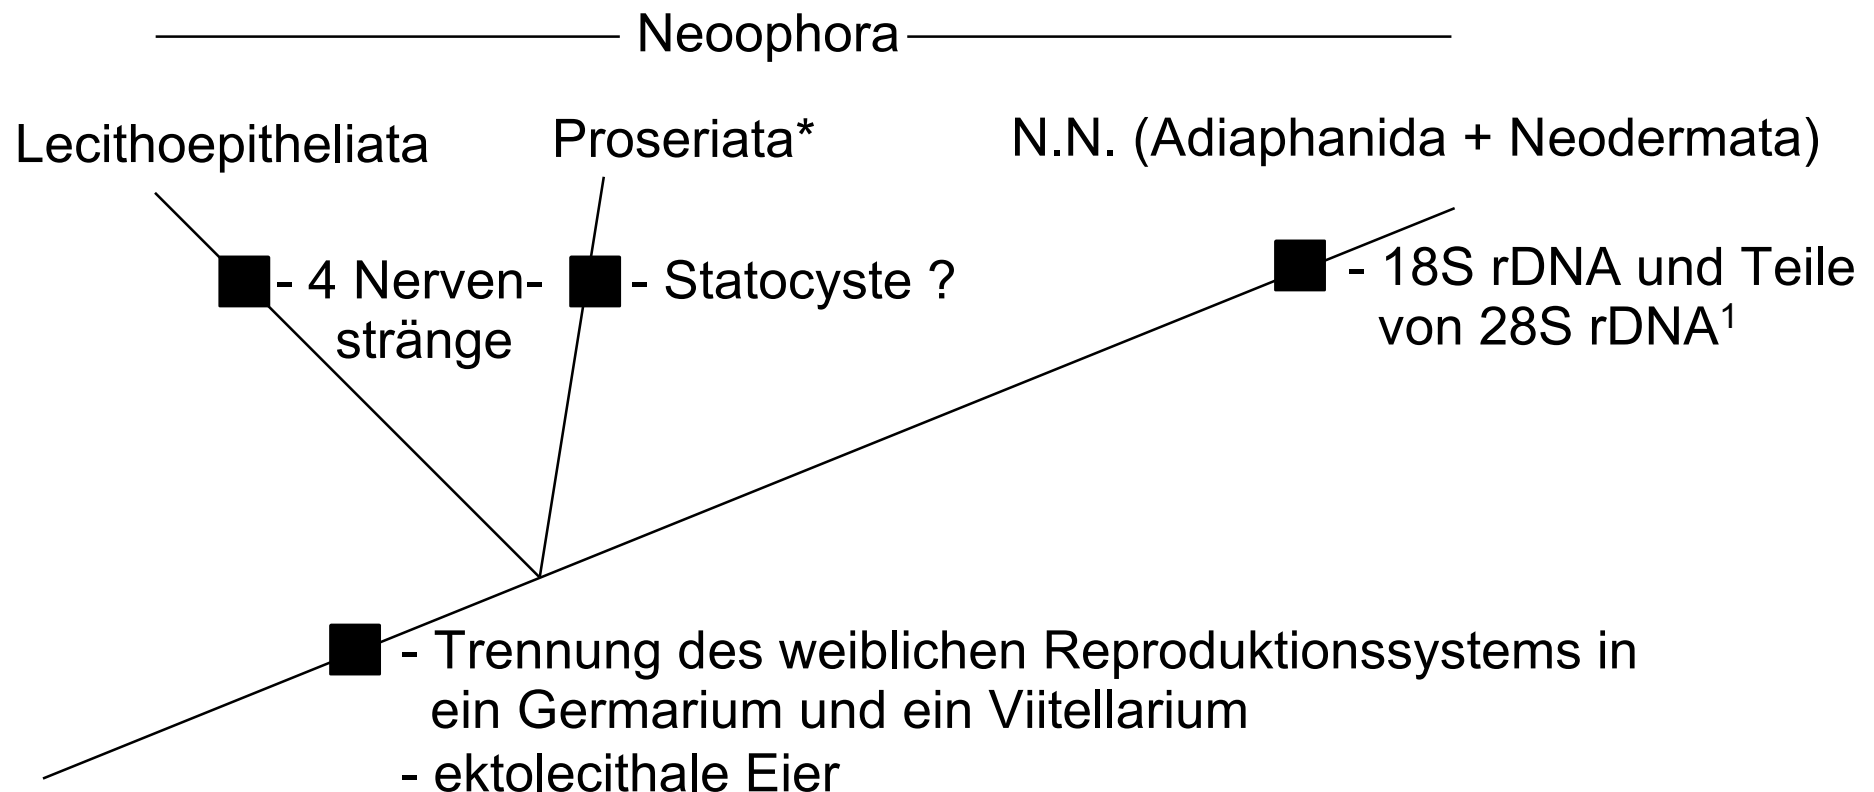 Neoophora
Lecithoepitheliata
Proseriata*
N.N. (Adiaphanida + Neodermata)
- 4 Nerven-
stränge
- Statocyste ?
- 18S rDNA und Teile
von 28S rDNA¹
- Trennung des weiblichen Reproduktionssystems in
ein Germarium und ein Viitellarium
- ektolecithale Eier